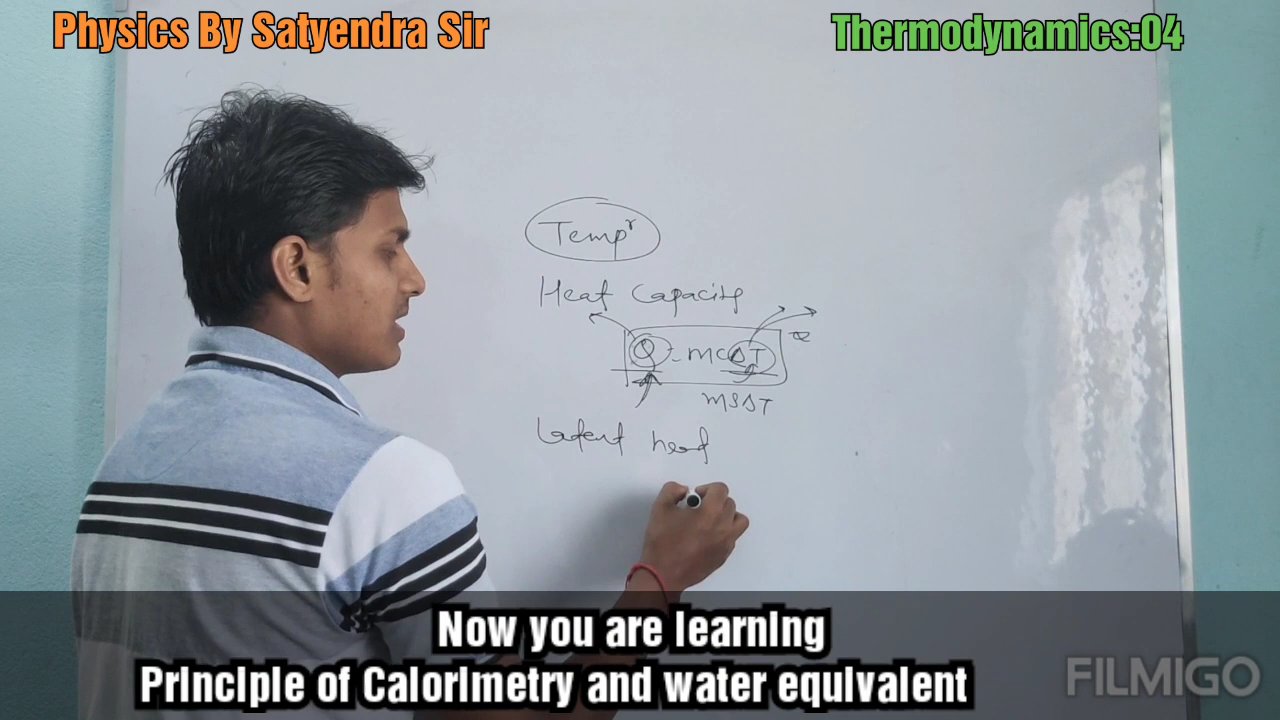 Physics By Satyendra Sir
Thermodynamics:04
Tempr
Heat Capacity
Q = mcΔT
msΔT
Latent heat
Now you are learning
Principle of Calorimetry and water equivalent
FILMIGO